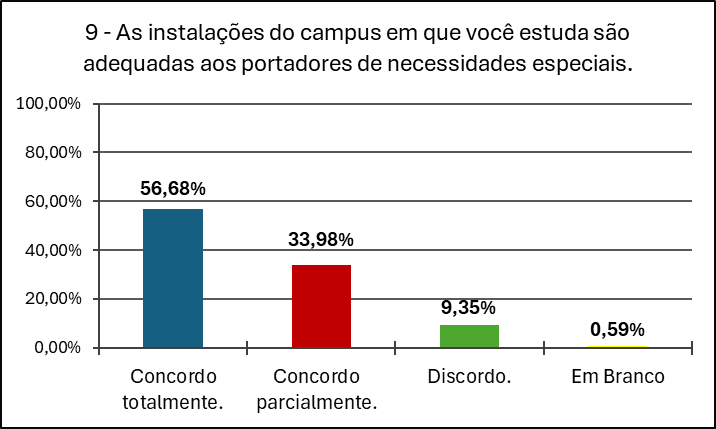 9 - As instalações do campus em que você estuda são
adequadas aos portadores de necessidades especiais.
100,00%
80,00%
60,00%
40,00%
20,00%
0,00%
56,68%
33,98%
9,35%
0,59%
Concordo
totalmente.
Concordo
parcialmente.
Discordo.
Em Branco